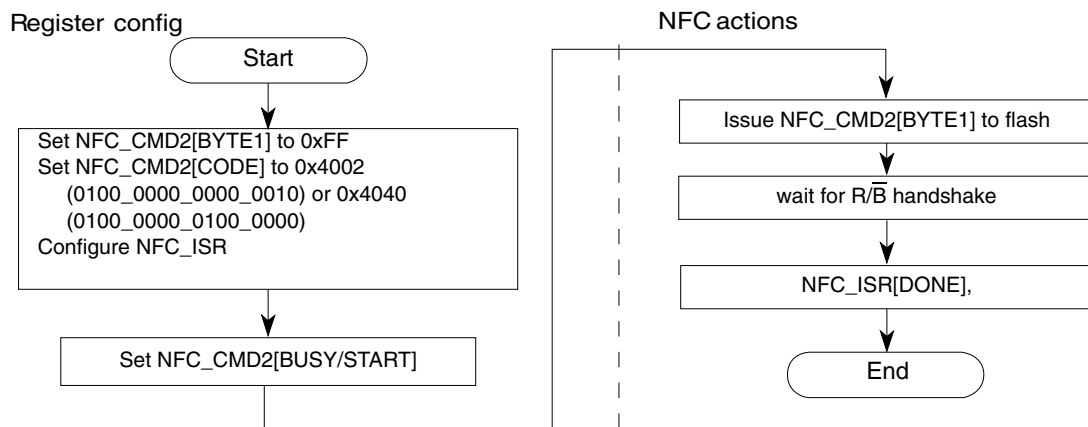 Register config
Start
Set NFC_CMD2[BYTE1] to 0xFF
Set NFC_CMD2[CODE] to 0x4002
(0100_0000_0000_0010) or 0x4040
(0100_0000_0100_0000)
Configure NFC_ISR
Set NFC_CMD2[BUSY/START]
NFC actions
Issue NFC_CMD2[BYTE1] to flash
wait for R/B̅ handshake
NFC_ISR[DONE],
End